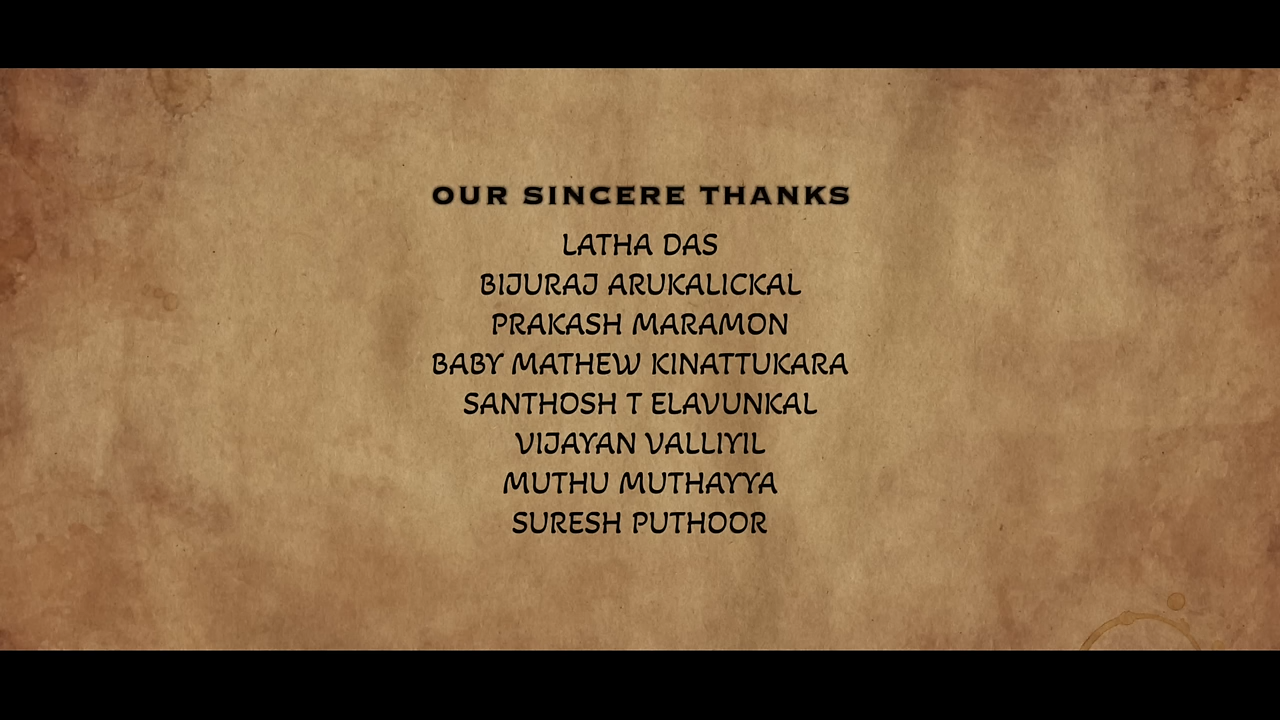 OUR SINCERE THANKS
LATHA DAS
BIJURAJ ARUKALICKAL
PRAKASH MARAMON
BABY MATHEW KINATTUKARA
SANTHOSH T ELAVUNKAL
VIJAYAN VALLIYIL
MUTHU MUTHAYYA
SURESH PUTHOOR